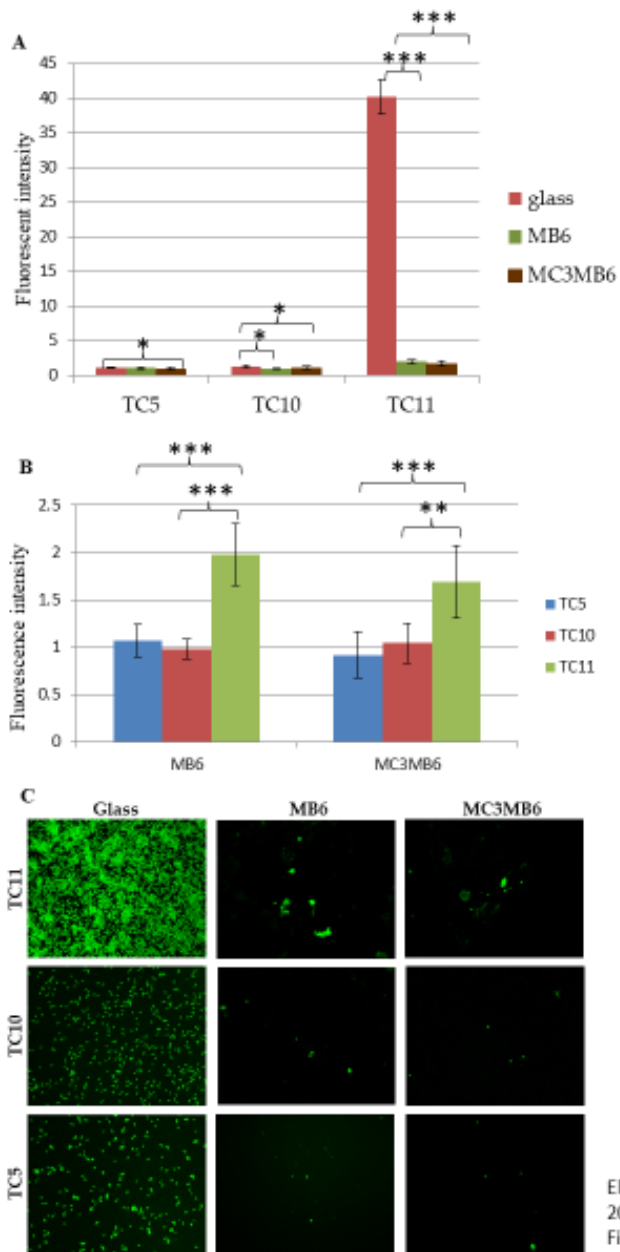 A
***
***
45
40
35
30
25
20
15
10
5
0
Fluorescent intensity
*
*
*
TC5 TC10 TC11
glass
MB6
MC3MB6
B
***
***
***
**
2.5
2
1.5
1
0.5
0
Fluorescence intensity
MB6 MC3MB6
TC5
TC10
TC11
C
Glass MB6 MC3MB6
TC11
TC10
TC5